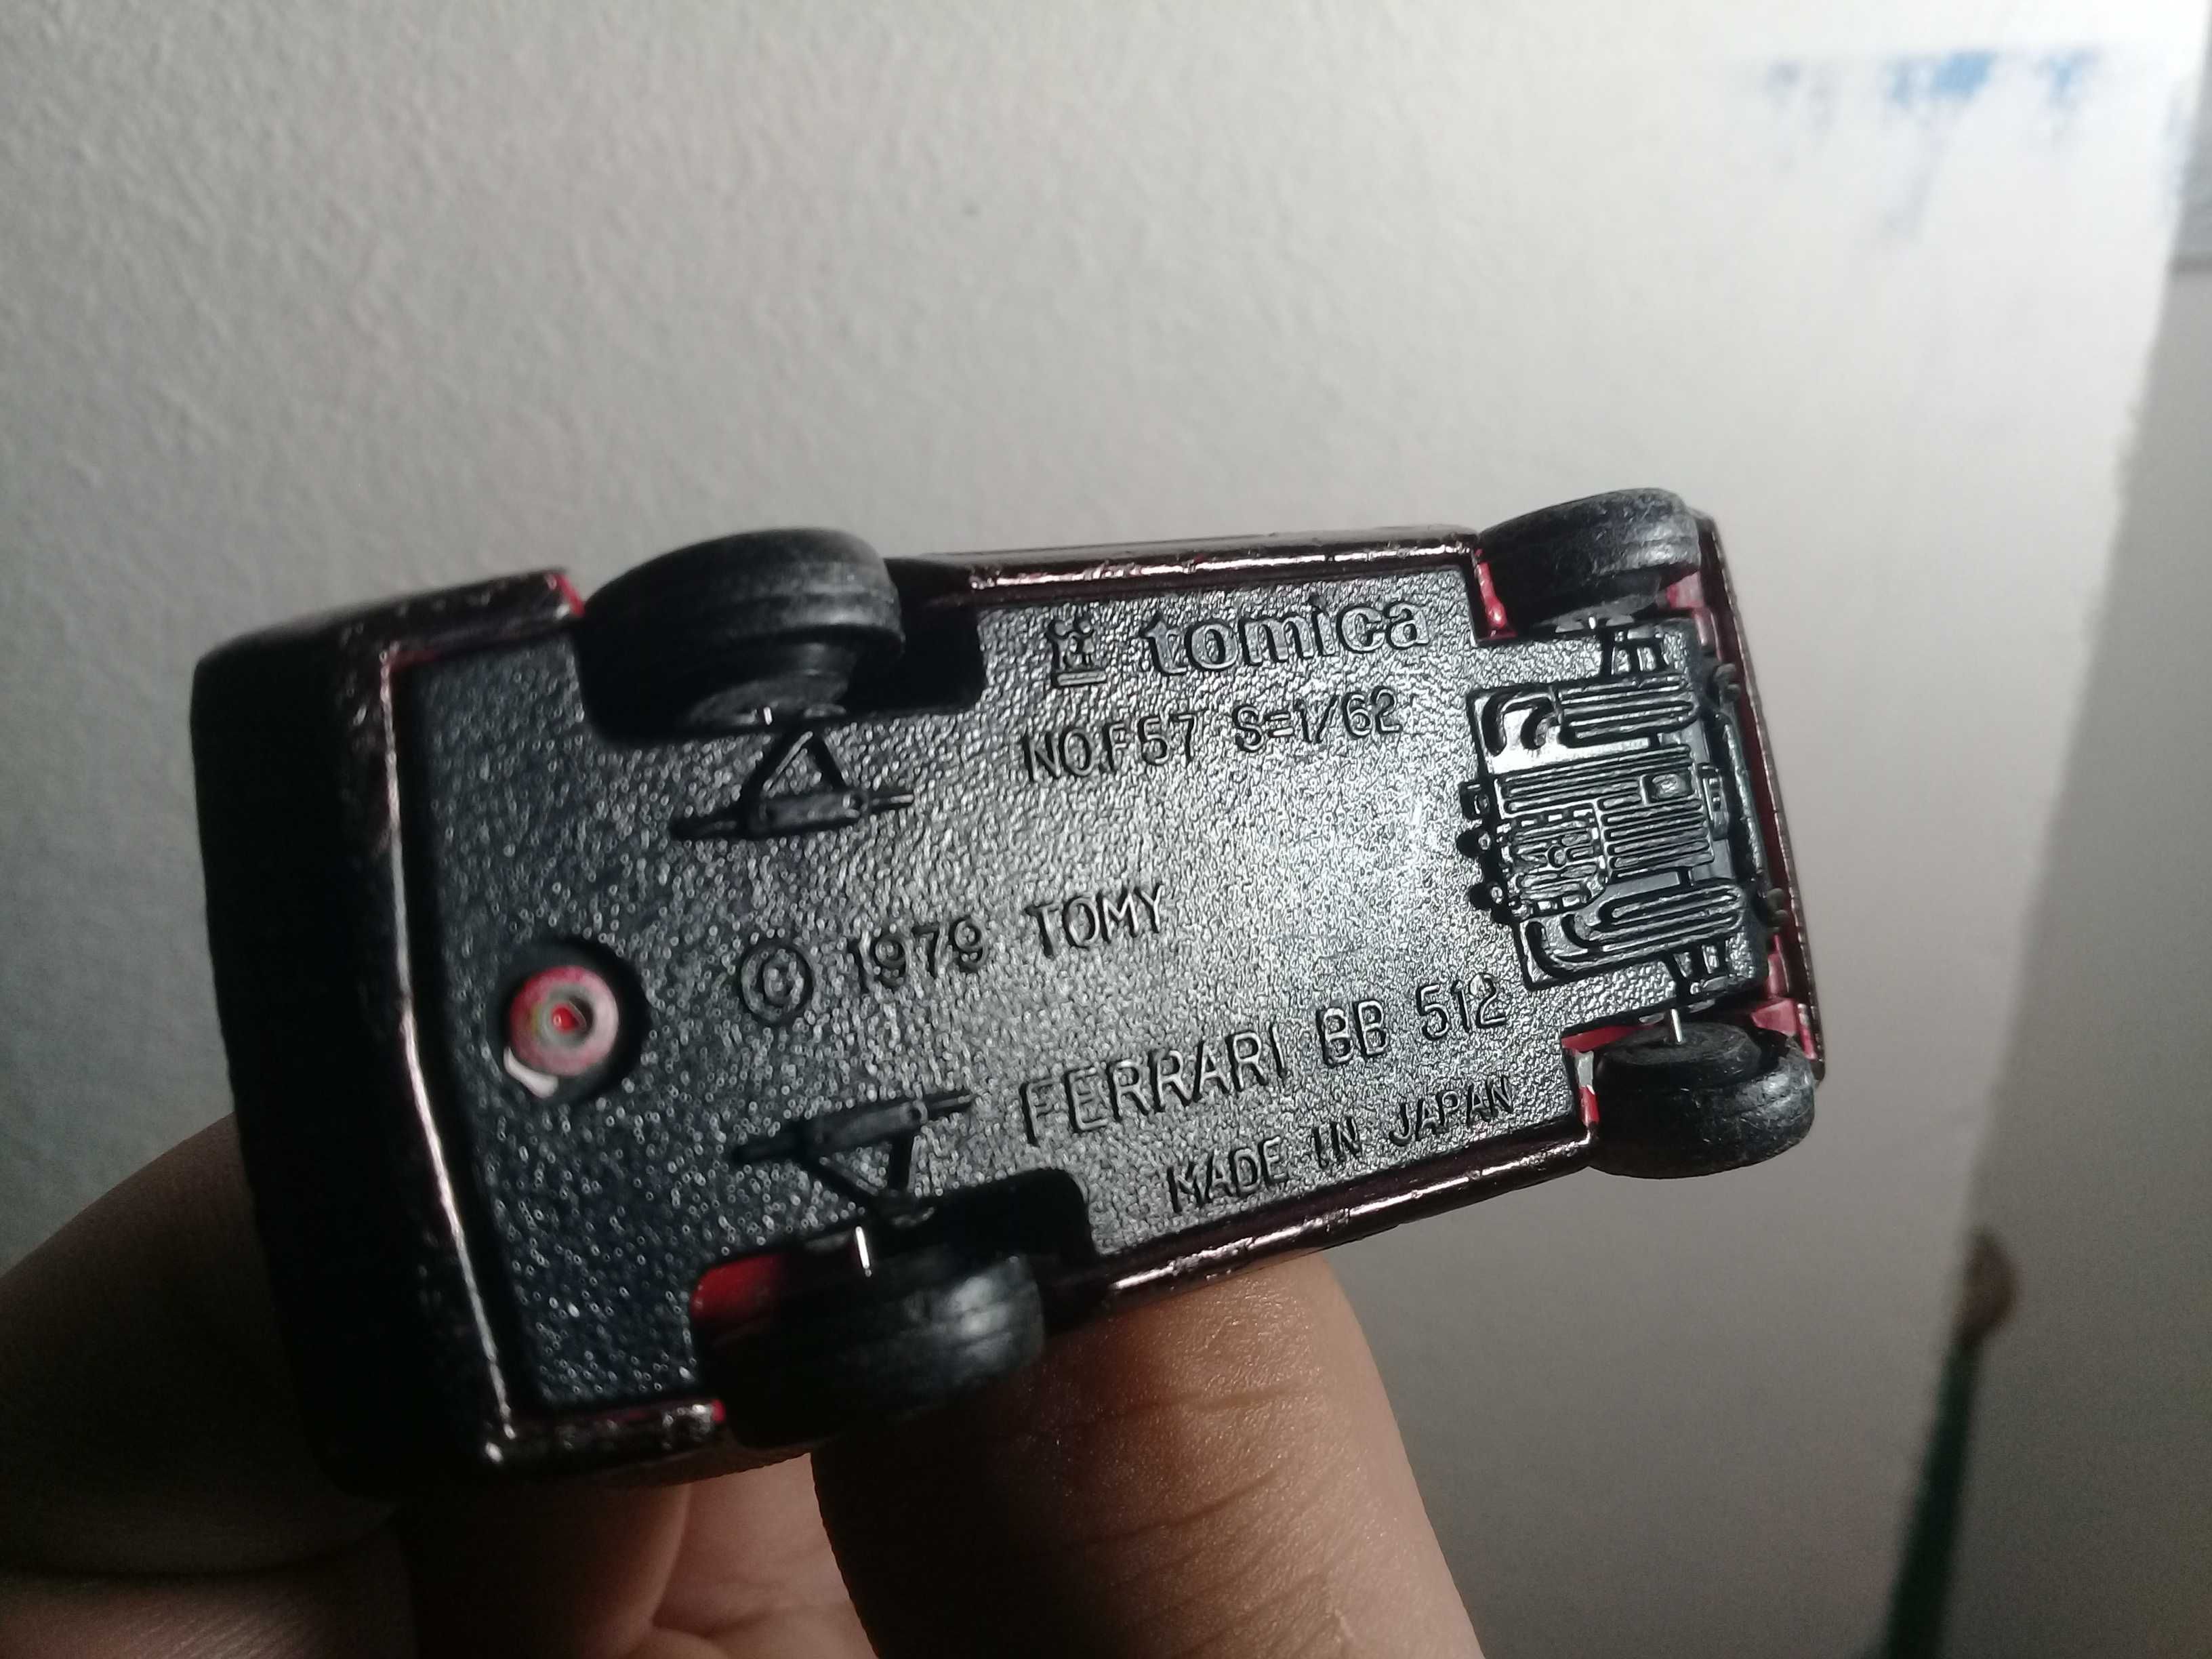 tomica
NO.F57 S=1/62
© 1979 TOMY
FERRARI BB 512
MADE IN JAPAN